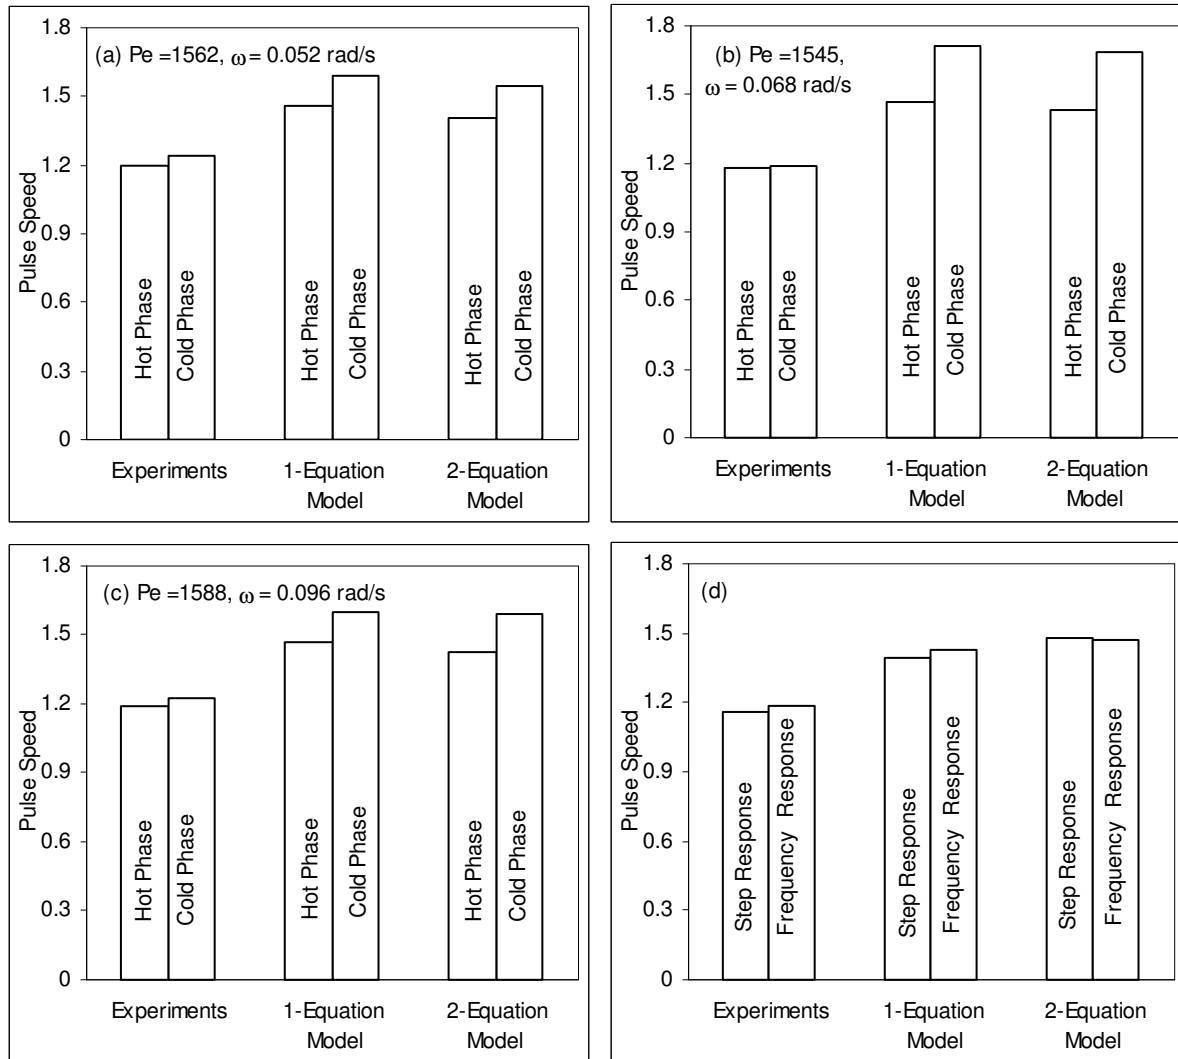 1.8
(a) Pe =1562, ω = 0.052 rad/s
1.5
1.2
0.9
0.6
0.3
0
Pulse Speed
Hot Phase
Cold Phase
Hot Phase
Cold Phase
Hot Phase
Cold Phase
Experiments
1-Equation
Model
2-Equation
Model
1.8
(b) Pe =1545,
ω = 0.068 rad/s
1.5
1.2
0.9
0.6
0.3
0
Pulse Speed
Hot Phase
Cold Phase
Hot Phase
Cold Phase
Hot Phase
Cold Phase
Experiments
1-Equation
Model
2-Equation
Model
1.8
(c) Pe =1588, ω = 0.096 rad/s
1.5
1.2
0.9
0.6
0.3
0
Pulse Speed
Hot Phase
Cold Phase
Hot Phase
Cold Phase
Hot Phase
Cold Phase
Experiments
1-Equation
Model
2-Equation
Model
1.8
(d)
1.5
1.2
0.9
0.6
0.3
0
Pulse Speed
Step Response
Frequency Response
Step Response
Frequency Response
Step Response
Frequency Response
Experiments
1-Equation
Model
2-Equation
Model